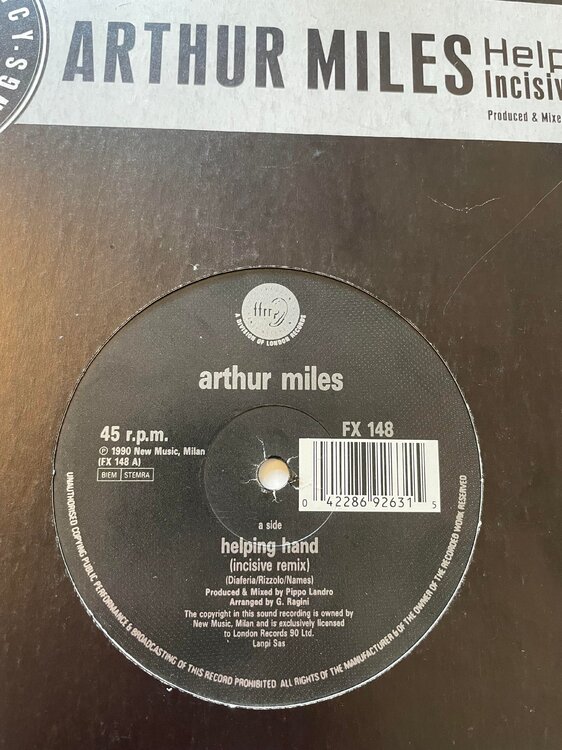 CY·SGN
ARTHUR MILES
Help
Incisiv
Produced & Mixe
ffrr
A DIVISION OF LONDON RECORDS
arthur miles
45 r.p.m.
℗ 1990 New Music, Milan
(FX 148 A)
BIEM STEMRA
FX 148
0 42286 92631 5
a side
helping hand
(incisive remix)
(Diaferia/Rizzolo/Names)
Produced & Mixed by Pippo Landro
Arranged by G. Ragini
The copyright in this sound recording is owned by
New Music, Milan and is exclusively licensed
to London Records 90 Ltd.
Lanpi Sas
UNAUTHORISED COPYING PUBLIC PERFORMANCE & BROADCASTING OF THIS RECORD PROHIBITED ALL RIGHTS OF THE MANUFACTURER & OF THE OWNER OF THE RECORDED WORK RESERVED